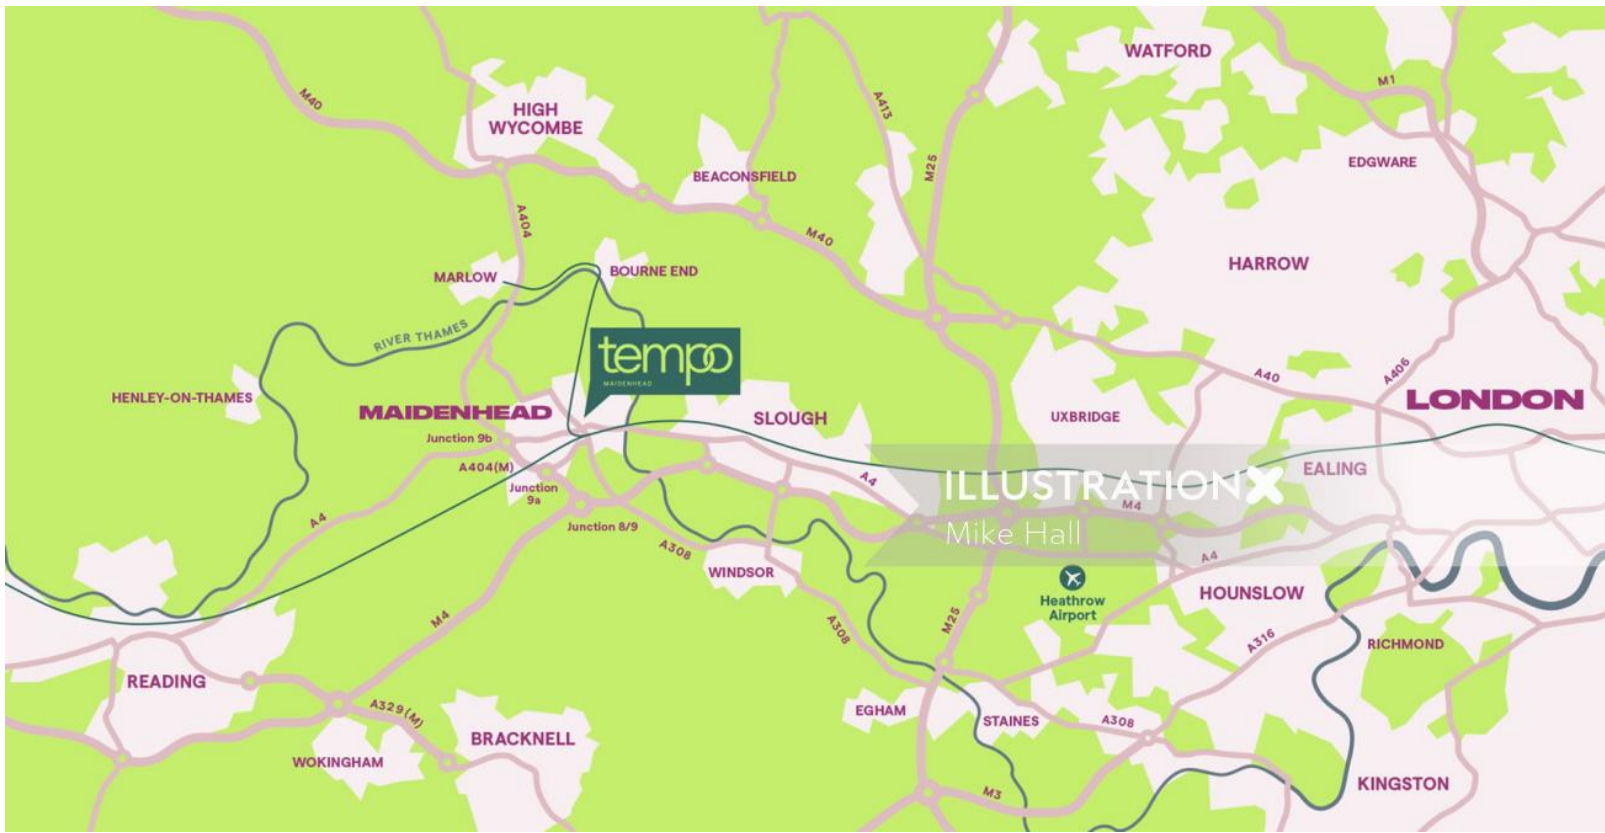 WATFORD
M1
M40
HIGH
WYCOMBE
A413
M25
EDGWARE
BEACONSFIELD
A404
M40
HARROW
MARLOW
BOURNE END
RIVER THAMES
tempo
MAIDENHEAD
HENLEY-ON-THAMES
MAIDENHEAD
SLOUGH
UXBRIDGE
A40
A406
LONDON
Junction 9b
A404(M)
Junction
9a
A4
EALING
ILLUSTRATIONX
Mike Hall
M4
A4
Junction 8/9
A308
WINDSOR
A4
Heathrow
Airport
HOUNSLOW
M4
A308
M25
A316
RICHMOND
READING
A329(M)
EGHAM
STAINES
A308
BRACKNELL
WOKINGHAM
M3
KINGSTON